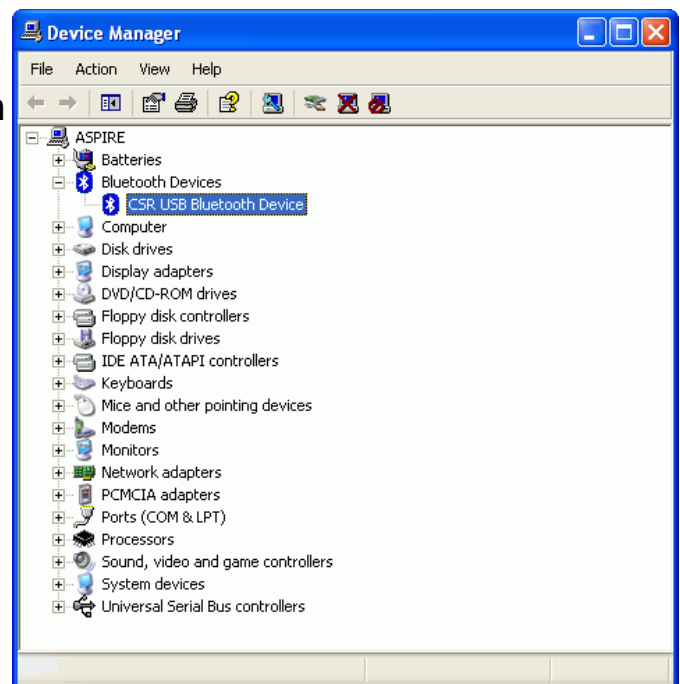 Device Manager
File Action View Help
ASPIRE
Batteries
Bluetooth Devices
CSR USB Bluetooth Device
Computer
Disk drives
Display adapters
DVD/CD-ROM drives
Floppy disk controllers
Floppy disk drives
IDE ATA/ATAPI controllers
Keyboards
Mice and other pointing devices
Modems
Monitors
Network adapters
PCMCIA adapters
Ports (COM & LPT)
Processors
Sound, video and game controllers
System devices
Universal Serial Bus controllers